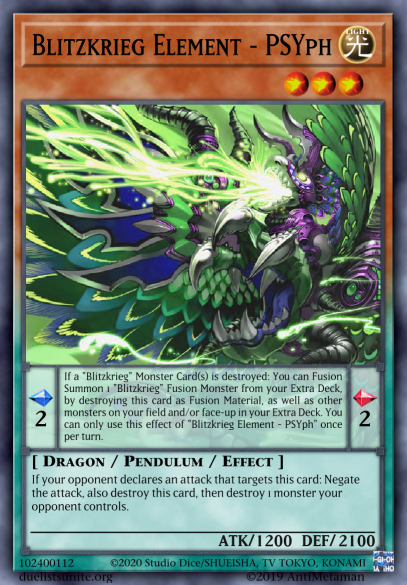 BLITZKRIEG ELEMENT - PSYPH
LIGHT
光
If a "Blitzkrieg" Monster Card(s) is destroyed: You can Fusion
Summon 1 "Blitzkrieg" Fusion Monster from your Extra Deck,
by destroying this card as Fusion Material, as well as other
monsters on your field and/or face-up in your Extra Deck. You
can only use this effect of "Blitzkrieg Element - PSYph" once
per turn.
2
2
[ DRAGON / PENDULUM / EFFECT ]
If your opponent declares an attack that targets this card: Negate
the attack, also destroy this card, then destroy 1 monster your
opponent controls.
ATK/1200 DEF/2100
102400112
©2020 Studio Dice/SHUEISHA, TV TOKYO, KONAMI
duelistsunite.org
©2019 AntiMetaman